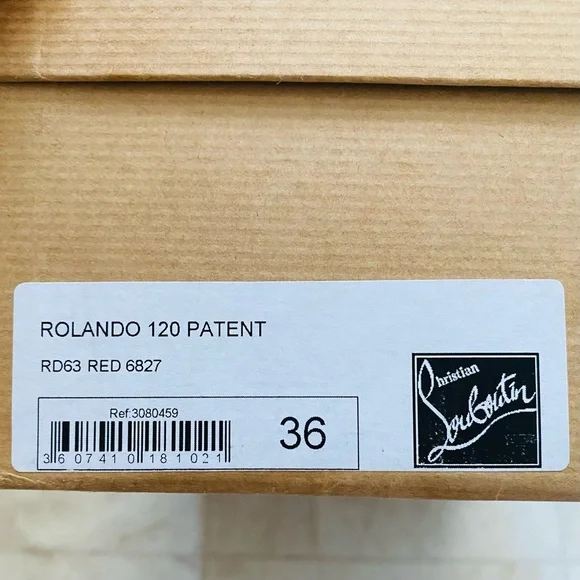 ROLANDO 120 PATENT
RD63 RED 6827
Ref:3080459
3 607410 181021
36
Christian
Louboutin